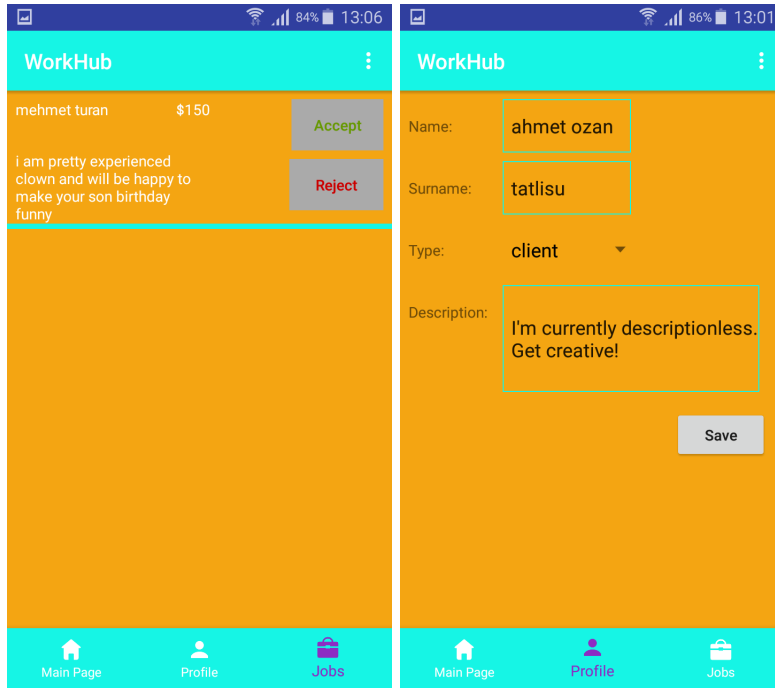 84% 13:06
WorkHub
mehmet turan $150
Accept
i am pretty experienced
clown and will be happy to
make your son birthday
funny
Reject
Main Page Profile Jobs
86% 13:01
WorkHub
Name: ahmet ozan
Surname: tatlisu
Type: client
Description:
I'm currently descriptionless.
Get creative!
Save
Main Page Profile Jobs